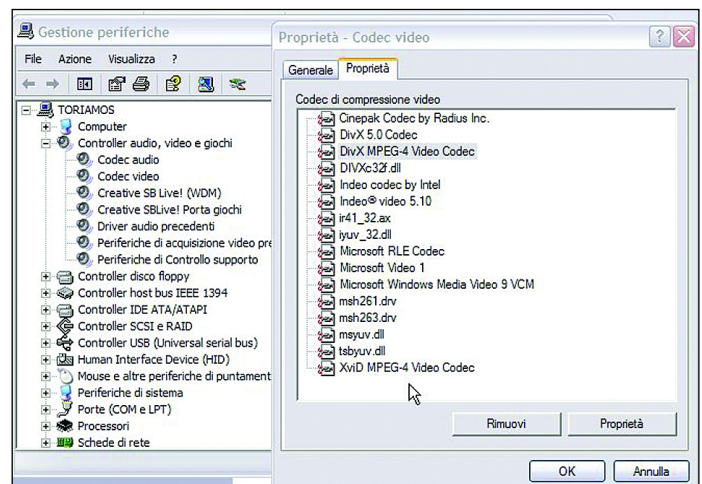 Gestione periferiche
File Azione Visualizza ?
TORIAMOS
Computer
Controller audio, video e giochi
Codec audio
Codec video
Creative SB Live! (WDM)
Creative SBLive! Porta giochi
Driver audio precedenti
Periferiche di acquisizione video pre
Periferiche di Controllo supporto
Controller disco floppy
Controller host bus IEEE 1394
Controller IDE ATA/ATAPI
Controller SCSI e RAID
Controller USB (Universal serial bus)
Human Interface Device (HID)
Mouse e altre periferiche di puntament
Periferiche di sistema
Porte (COM e LPT)
Processori
Schede di rete
Proprietà - Codec video
Generale Proprietà
Codec di compressione video
Cinepak Codec by Radius Inc.
DivX 5.0 Codec
DivX MPEG-4 Video Codec
DIVXc32f.dll
Indeo codec by Intel
Indeo® video 5.10
ir41_32.ax
iyuv_32.dll
Microsoft RLE Codec
Microsoft Video 1
Microsoft Windows Media Video 9 VCM
msh261.drv
msh263.drv
msyuv.dll
tsbyuv.dll
XviD MPEG-4 Video Codec
Rimuovi Proprietà
OK Annulla